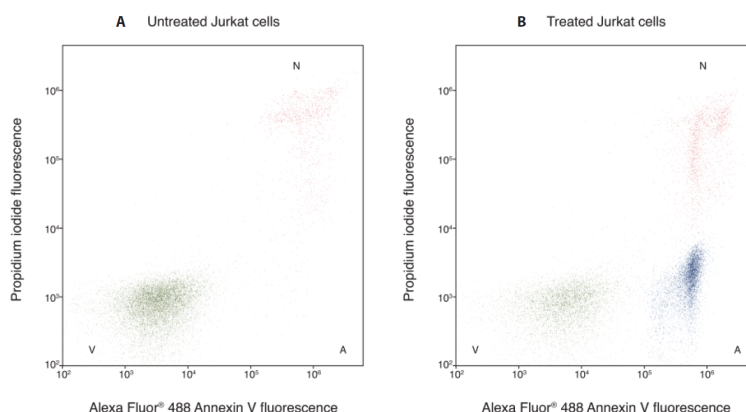 A Untreated Jurkat cells
N
Propidium iodide fluorescence
10⁶
10⁵
10⁴
10³
10²
V
A
10² 10³ 10⁴ 10⁵ 10⁶
Alexa Fluor® 488 Annexin V fluorescence
B Treated Jurkat cells
N
Propidium iodide fluorescence
10⁶
10⁵
10⁴
10³
10²
V
A
10² 10³ 10⁴ 10⁵ 10⁶
Alexa Fluor® 488 Annexin V fluorescence